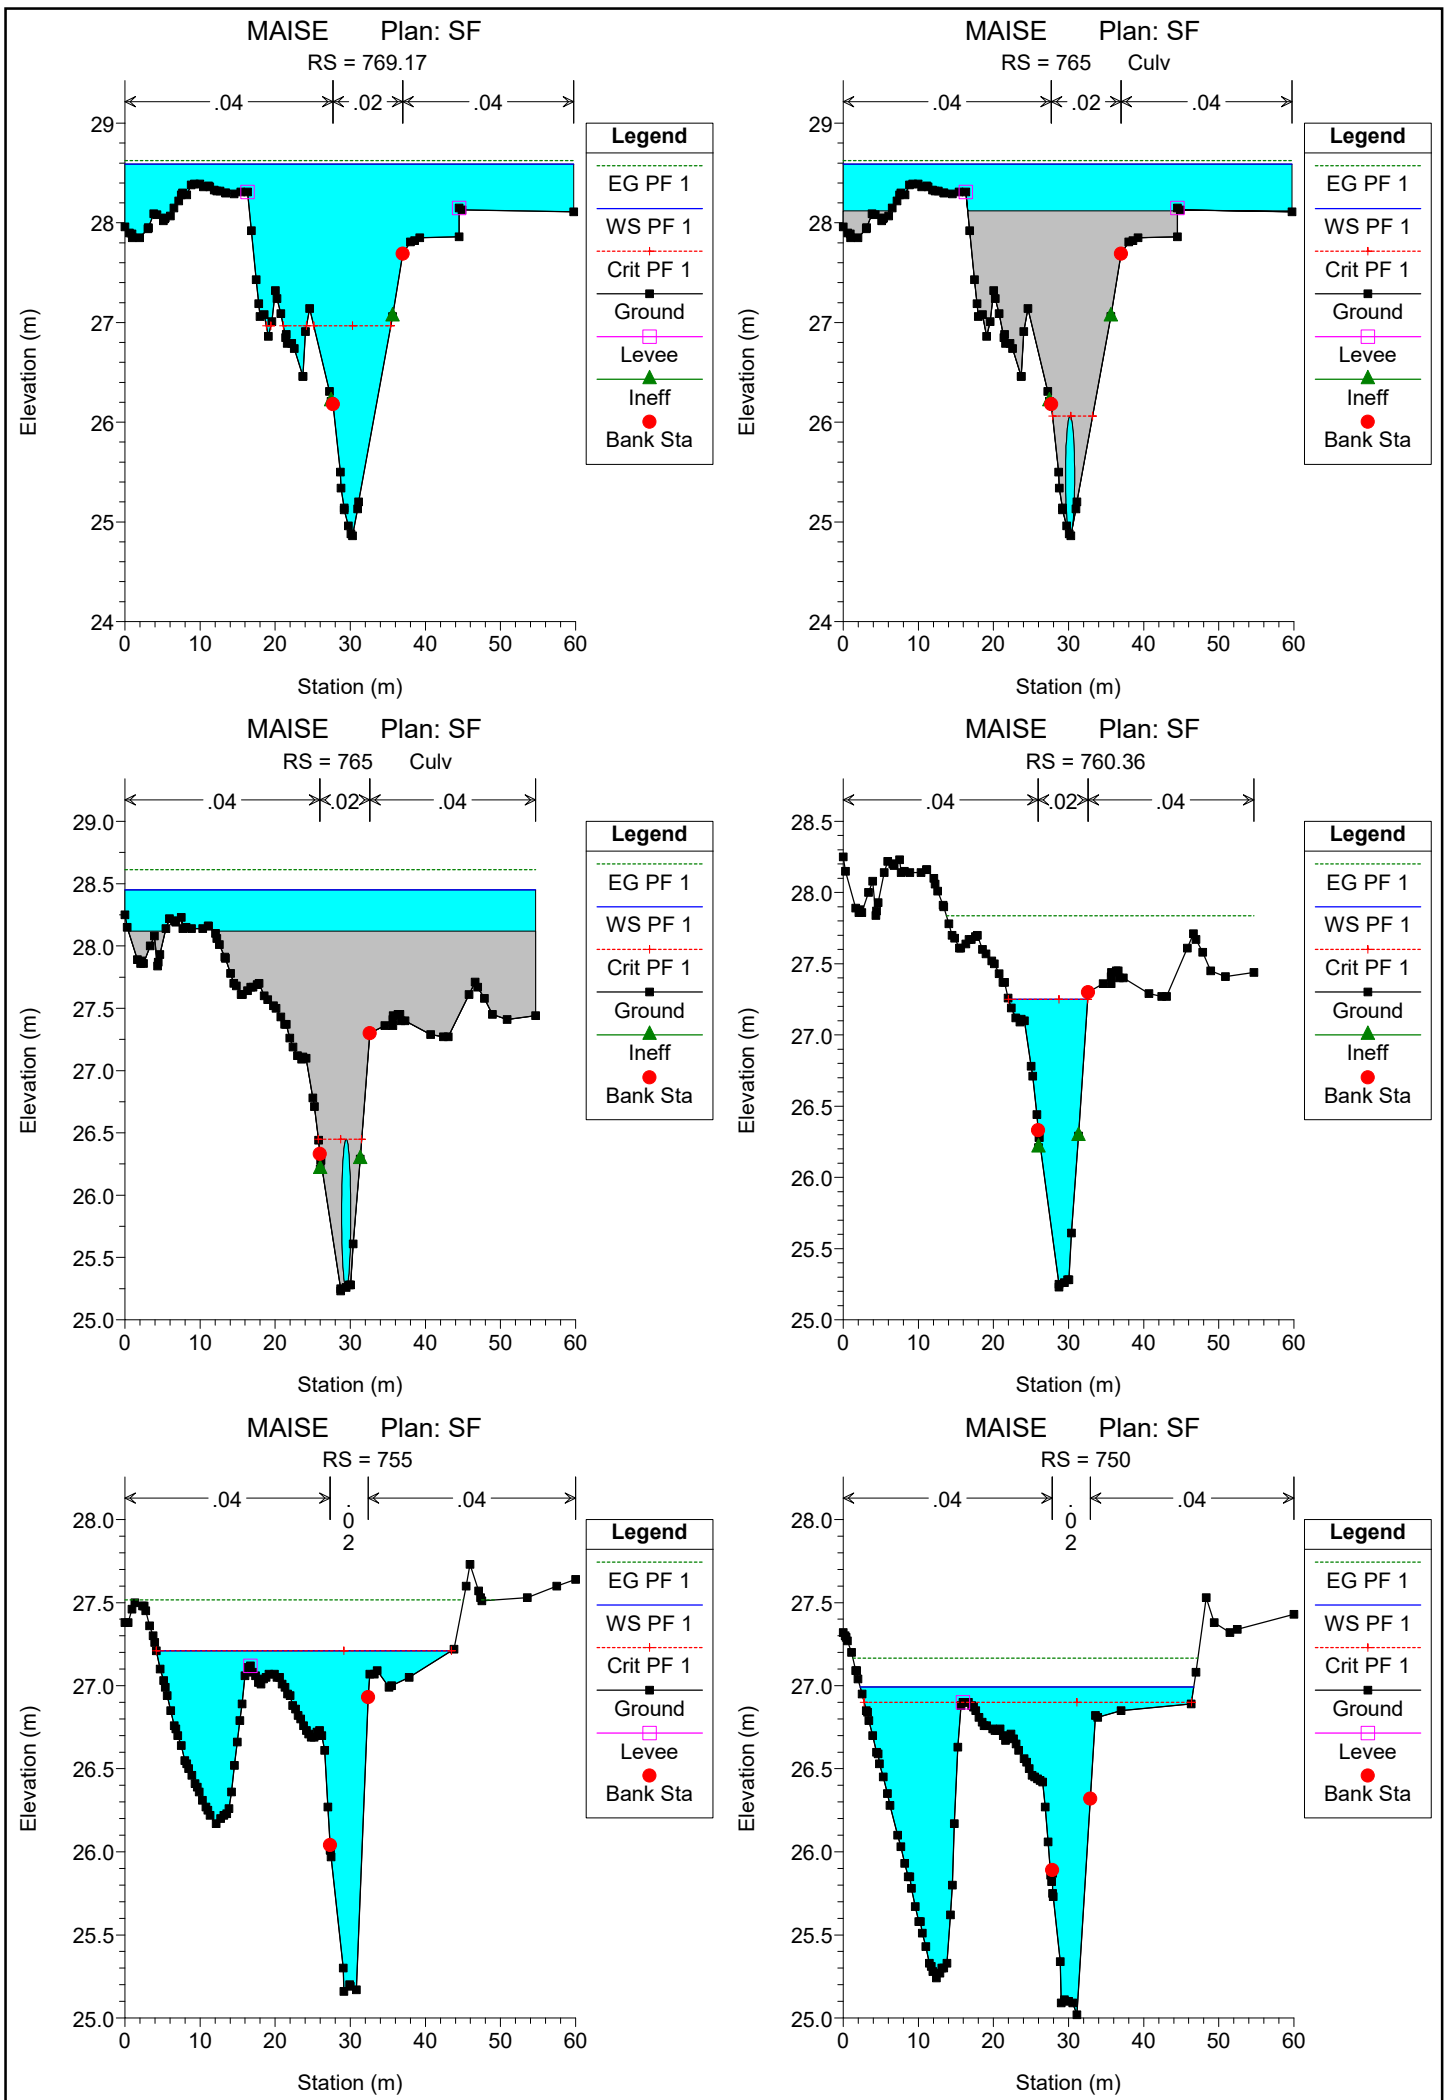 MAISE Plan: SF
RS = 769.17
.04 .02 .04
29
28
27
26
25
24
Elevation (m)
0 10 20 30 40 50 60
Station (m)
Legend
EG PF 1
WS PF 1
Crit PF 1
Ground
Levee
Ineff
Bank Sta
MAISE Plan: SF
RS = 765 Culv
.04 .02 .04
29
28
27
26
25
24
Elevation (m)
0 10 20 30 40 50 60
Station (m)
Legend
EG PF 1
WS PF 1
Crit PF 1
Ground
Levee
Ineff
Bank Sta
MAISE Plan: SF
RS = 765 Culv
.04 .02 .04
29.0
28.5
28.0
27.5
27.0
26.5
26.0
25.5
25.0
Elevation (m)
0 10 20 30 40 50 60
Station (m)
Legend
EG PF 1
WS PF 1
Crit PF 1
Ground
Ineff
Bank Sta
MAISE Plan: SF
RS = 760.36
.04 .02 .04
28.5
28.0
27.5
27.0
26.5
26.0
25.5
25.0
Elevation (m)
0 10 20 30 40 50 60
Station (m)
Legend
EG PF 1
WS PF 1
Crit PF 1
Ground
Ineff
Bank Sta
MAISE Plan: SF
RS = 755
.04 .02 .04
28.0
27.5
27.0
26.5
26.0
25.5
25.0
Elevation (m)
0 10 20 30 40 50 60
Station (m)
Legend
EG PF 1
WS PF 1
Crit PF 1
Ground
Levee
Bank Sta
MAISE Plan: SF
RS = 750
.04 .02 .04
28.0
27.5
27.0
26.5
26.0
25.5
25.0
Elevation (m)
0 10 20 30 40 50 60
Station (m)
Legend
EG PF 1
WS PF 1
Crit PF 1
Ground
Levee
Bank Sta